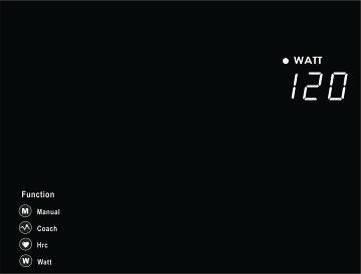 WATT
120
Function
M Manual
Coach
Hrc
W Watt